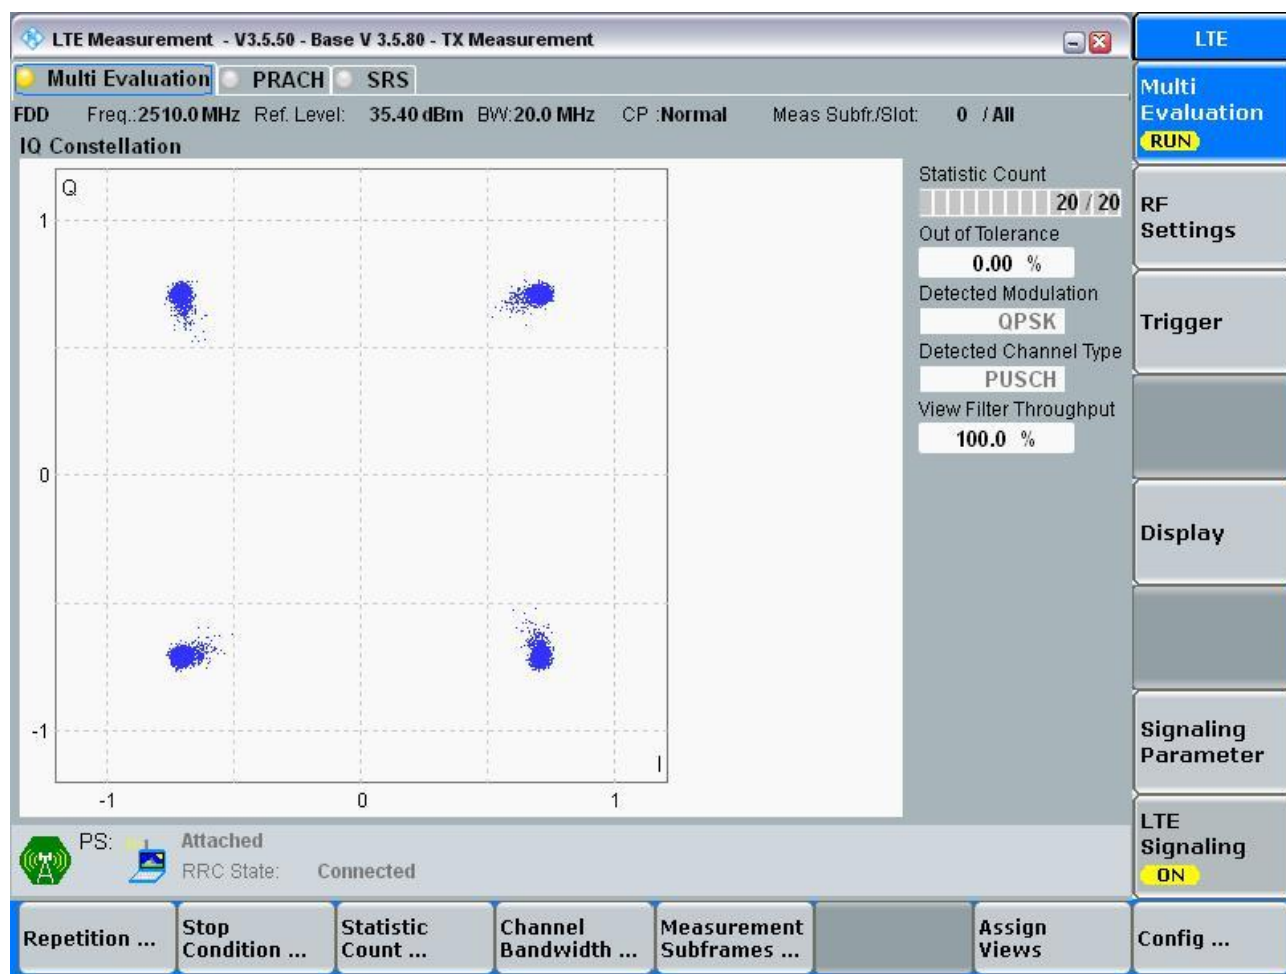 LTE Measurement - V3.5.50 - Base V 3.5.80 - TX Measurement
LTE
Multi Evaluation PRACH SRS
FDD Freq.:2510.0 MHz Ref. Level: 35.40 dBm BW:20.0 MHz CP :Normal Meas Subfr./Slot: 0 / All
IQ Constellation
Q
1
0
-1
I
-1 0 1
Statistic Count
20 / 20
Out of Tolerance
0.00 %
Detected Modulation
QPSK
Detected Channel Type
PUSCH
View Filter Throughput
100.0 %
Multi
Evaluation
RUN
RF
Settings
Trigger
Display
Signaling
Parameter
LTE
Signaling
ON
PS: Attached
RRC State: Connected
Repetition ...
Stop
Condition ...
Statistic
Count ...
Channel
Bandwidth ...
Measurement
Subframes ...
Assign
Views
Config ...